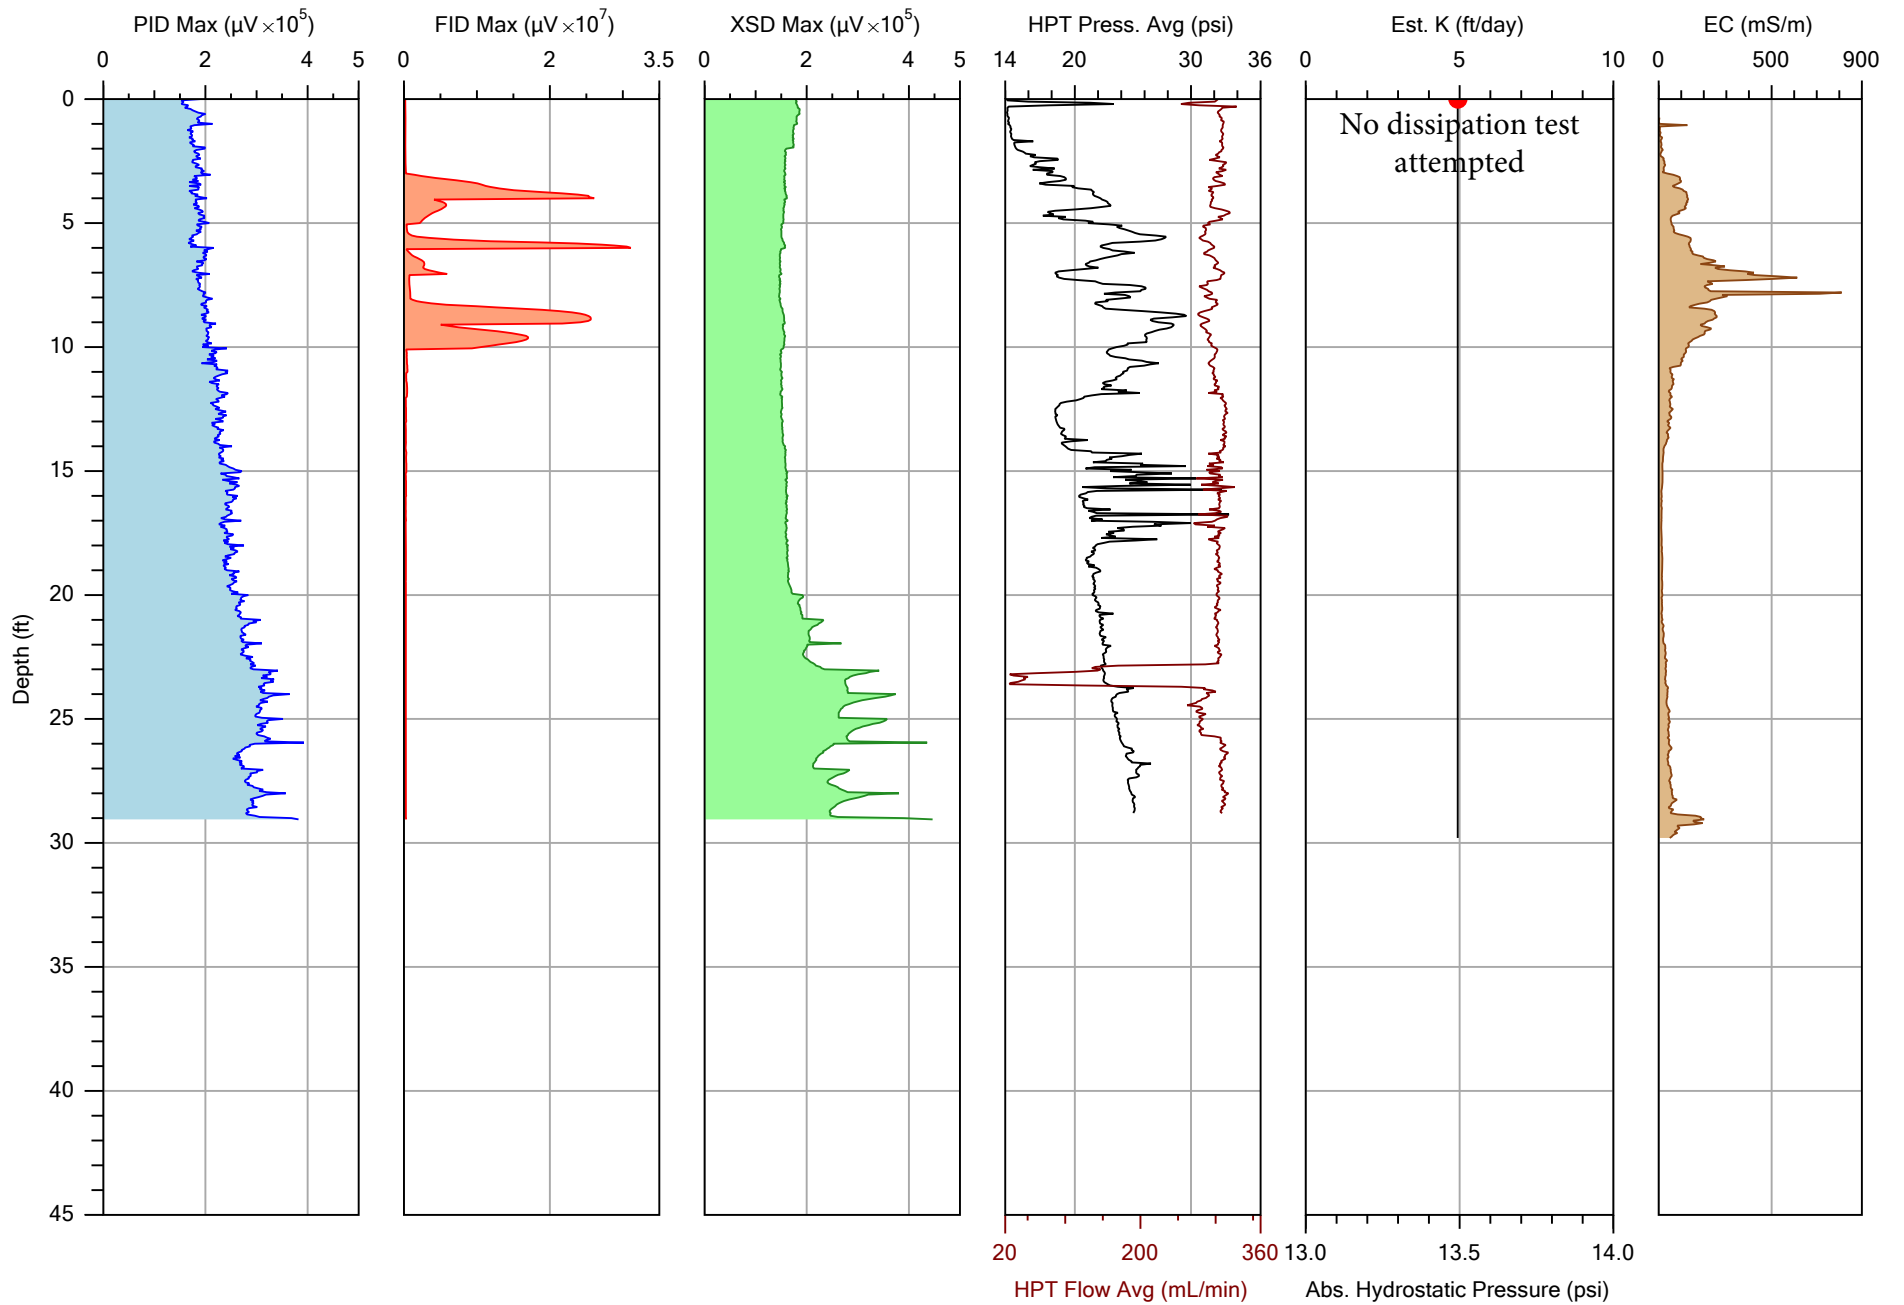 PID Max (µV ×10⁵)
FID Max (µV ×10⁷)
XSD Max (µV ×10⁵)
HPT Press. Avg (psi)
Est. K (ft/day)
EC (mS/m)
0 2 4 5
0 2 3.5
0 2 4 5
14 20 30 36
0 5 10
0 500 900
No dissipation test
attempted
Depth (ft)
0
5
10
15
20
25
30
35
40
45
20 200 360
13.0 13.5 14.0
HPT Flow Avg (mL/min)
Abs. Hydrostatic Pressure (psi)